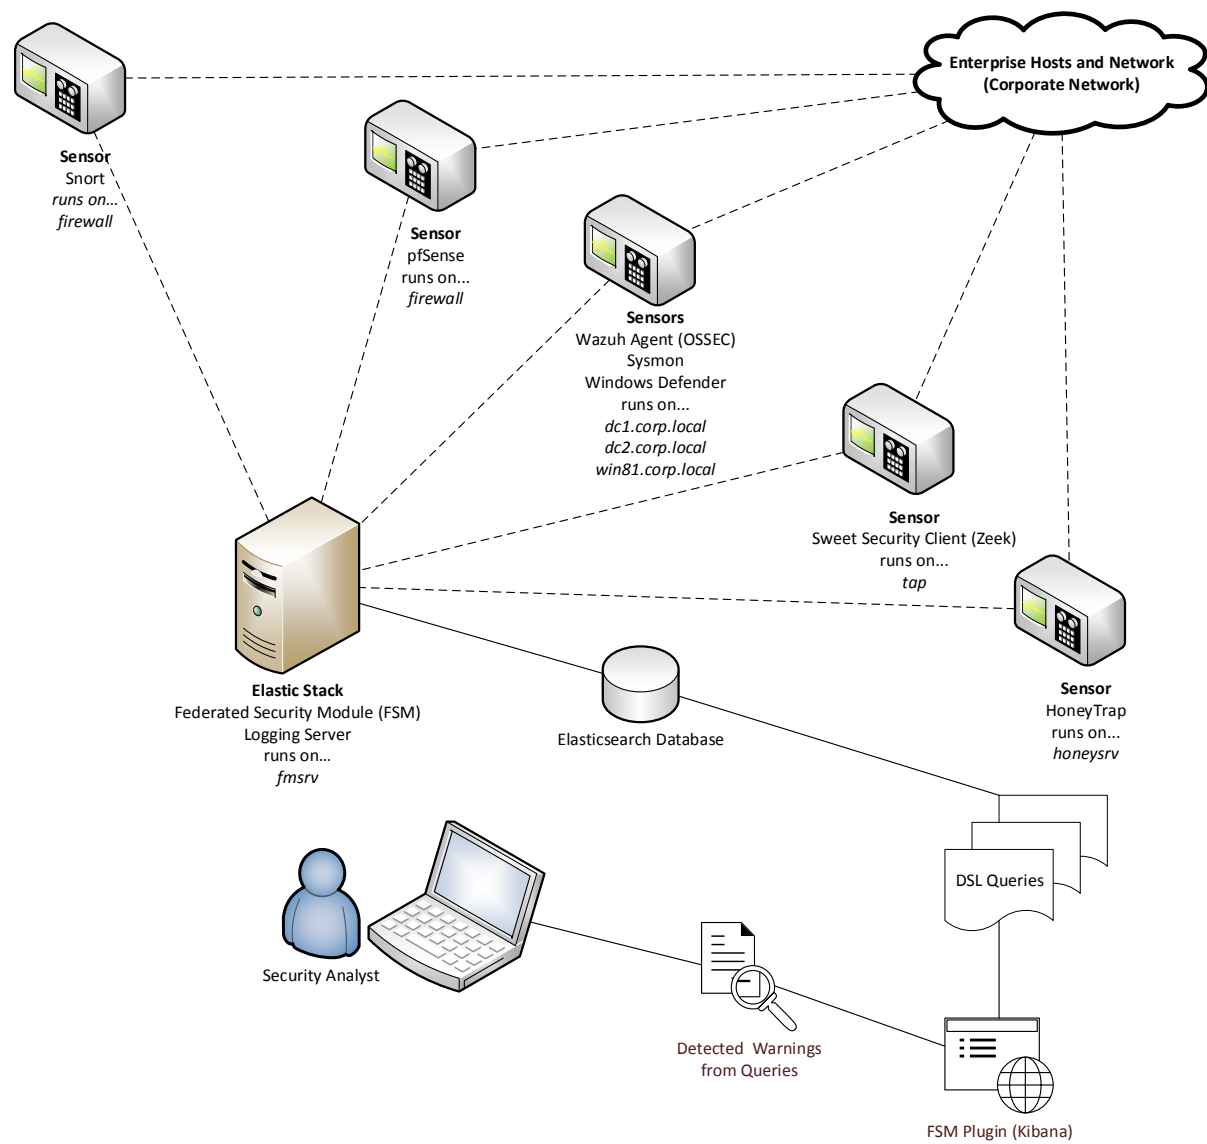 Enterprise Hosts and Network
(Corporate Network)
Sensor
Snort
runs on...
firewall
Sensor
pfSense
runs on...
firewall
Sensors
Wazuh Agent (OSSEC)
Sysmon
Windows Defender
runs on...
dc1.corp.local
dc2.corp.local
win81.corp.local
Sensor
Sweet Security Client (Zeek)
runs on...
tap
Sensor
HoneyTrap
runs on...
honeysrv
Elastic Stack
Federated Security Module (FSM)
Logging Server
runs on...
fmsrv
Elasticsearch Database
DSL Queries
Security Analyst
Detected  Warnings
from Queries
FSM Plugin (Kibana)